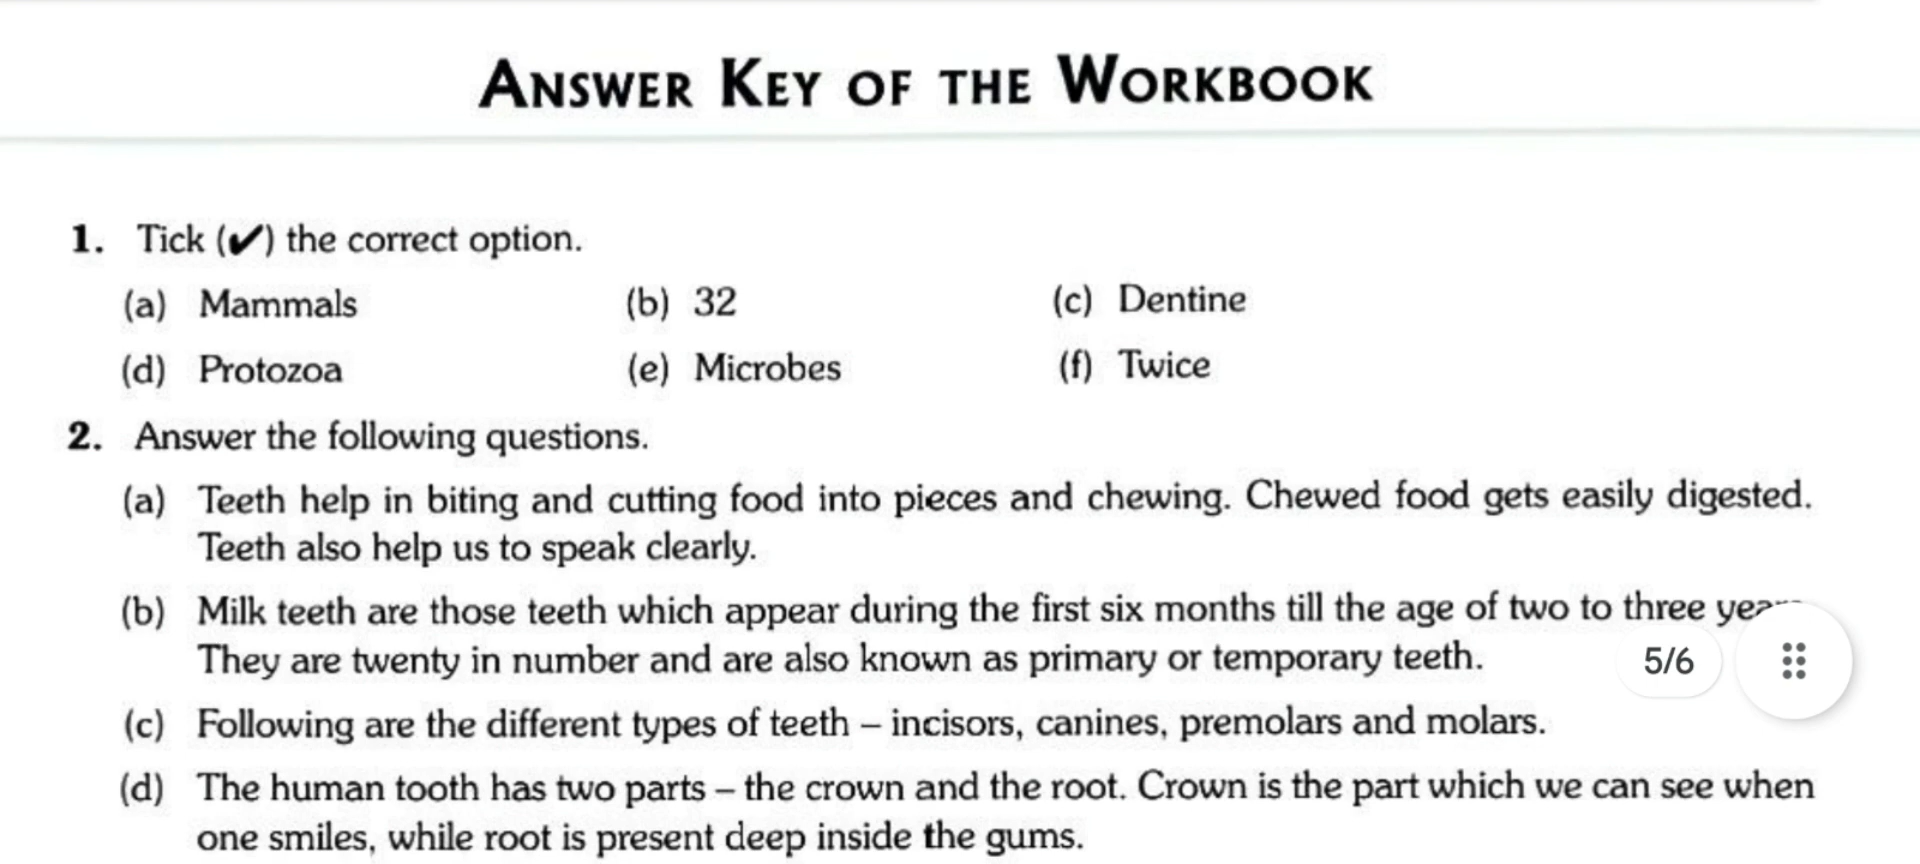 ANSWER KEY OF THE WORKBOOK
1. Tick (✔) the correct option.
(a) Mammals (b) 32 (c) Dentine
(d) Protozoa (e) Microbes (f) Twice
2. Answer the following questions.
(a) Teeth help in biting and cutting food into pieces and chewing. Chewed food gets easily digested.
Teeth also help us to speak clearly.
(b) Milk teeth are those teeth which appear during the first six months till the age of two to three
They are twenty in number and are also known as primary or temporary teeth.
5/6
(c) Following are the different types of teeth – incisors, canines, premolars and molars.
(d) The human tooth has two parts – the crown and the root. Crown is the part which we can see when
one smiles, while root is present deep inside the gums.